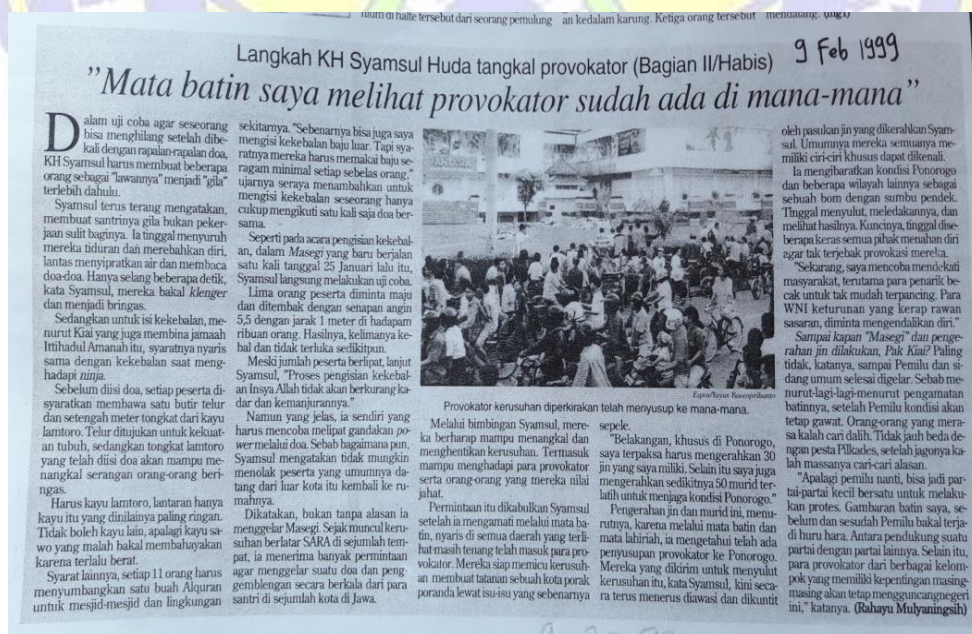 rium di halte tersebut dari seorang pemulung
an kedalam karung. Ketiga orang tersebut
mendatang.
Langkah KH Syamsul Huda tangkal provokator (Bagian II/Habis)
9 Feb 1999
"Mata batin saya melihat provokator sudah ada di mana-mana"
Dalam uji coba agar seseorang
bisa menghilang setelah dibe-
kali dengan rapalan-rapalan doa,
KH Syamsul harus membuat beberapa
orang sebagai "lawannya" menjadi "gila"
terlebih dahulu.
Syamsul terus terang mengatakan,
membuat santrinya gila bukan peker-
jaan sulit baginya. Ia tinggal menyuruh
mereka tiduran dan merebahkan diri,
lantas menyipratkan air dan membaca
doa-doa. Hanya selang beberapa detik,
kata Syamsul, mereka bakal klenger
dan menjadi bringas.
Sedangkan untuk isi kekebalan, me-
nurut Kiai yang juga membina jamaah
Ittihadul Amanah itu, syaratnya nyaris
sama dengan kekebalan saat meng-
hadapi ninja.
Sebelum diisi doa, setiap peserta di-
syaratkan membawa satu butir telur
dan setengah meter tongkat dari kayu
lamtoro. Telur ditujukan untuk kekuat-
an tubuh, sedangkan tongkat lamtoro
yang telah diisi doa akan mampu me-
nangkal serangan orang-orang beri-
ngas.
Harus kayu lamtoro, lantaran hanya
kayu itu yang dinilainya paling ringan.
Tidak boleh kayu lain, apalagi kayu sa-
wo yang malah bakal membahayakan
karena terlalu berat.
Syarat lainnya, setiap 11 orang harus
menyumbangkan satu buah Alquran
untuk mesjid-mesjid dan lingkungan
sekitarnya. "Sebenarnya bisa juga saya
mengisi kekebalan baju luar. Tapi sya-
ratnya mereka harus memakai baju se-
ragam minimal setiap sebelas orang,"
ujarnya seraya menambahkan untuk
mengisi kekebalan seseorang hanya
cukup mengikuti satu kali saja doa ber-
sama.
Seperti pada acara pengisian kekebal-
an, dalam Masegi yang baru berjalan
satu kali tanggal 25 Januari lalu itu,
Syamsul langsung melakukan uji coba.
Lima orang peserta diminta maju
dan ditembak dengan senapan angin
5,5 dengan jarak 1 meter di hadapam
ribuan orang. Hasilnya, kelimanya ke-
bal dan tidak terluka sedikitpun.
Meski jumlah peserta berlipat, lanjut
Syamsul, "Proses pengisian kekebal-
an Insya Allah tidak akan berkurang ka-
dar dan kemanjurannya."
Namun yang jelas, ia sendiri yang
harus mencoba melipat gandakan po-
wer melalui doa. Sebab bagaimana pun,
Syamsul mengatakan tidak mungkin
menolak peserta yang umumnya da-
tang dari luar kota itu kembali ke ru-
mahnya.
Dikatakan, bukan tanpa alasan ia
menggelar Masegi. Sejak muncul keru-
suhan berlatar SARA di sejumlah tem-
pat, ia menerima banyak permintaan
agar menggelar suatu doa dan peng-
gemblengan secara berkala dari para
santri di sejumlah kota di Jawa.
Provokator kerusuhan diperkirakan telah menyusup ke mana-mana.
Melalui bimbingan Syamsul, mere-
ka berharap mampu menangkal dan
menghentikan kerusuhan. Termasuk
mampu menghadapi para provokator
serta orang-orang yang mereka nilai
jahat.
Permintaan itu dikabulkan Syamsul
setelah ia mengamati melalui mata ba-
tin, nyaris di semua daerah yang terli-
hat masih tenang telah masuk para pro-
vokator. Mereka siap memicu kerusuh-
an membuat tatanan sebuah kota porak
poranda lewat isu-isu yang sebenarnya
sepele.
"Belakangan, khusus di Ponorogo,
saya terpaksa harus mengerahkan 30
jin yang saya miliki. Selain itu saya juga
mengerahkan sedikitnya 50 murid ter-
latih untuk menjaga kondisi Ponorogo."
Pengerahan jin dan murid ini, menu-
rutnya, karena melalui mata batin dan
mata lahiriah, ia mengetahui telah ada
penyusupan provokator ke Ponorogo.
Mereka yang dikirim untuk menyulut
kerusuhan itu, kata Syamsul, kini seca-
ra terus menerus diawasi dan dikuntit
oleh pasukan jin yang dikerahkan Syam-
sul. Umumnya mereka semuanya me-
miliki ciri-ciri khusus dapat dikenali.
Ia mengibaratkan kondisi Ponorogo
dan beberapa wilayah lainnya sebagai
sebuah bom dengan sumbu pendek.
Tinggal menyulut, meledakannya, dan
melihat hasilnya. Kuncinya, tinggal dise-
berapa keras semua pihak menahan diri
agar tak terjebak provokasi mereka.
"Sekarang, saya mencoba mendekati
masyarakat, terutama para penarik be-
cak untuk tak mudah terpancing. Para
WNI keturunan yang kerap rawan
sasaran, diminta mengendalikan diri."
Sampai kapan "Masegi" dan penge-
rahan jin dilakukan, Pak Kiai? Paling
tidak, katanya, sampai Pemilu dan si-
dang umum selesai digelar. Sebab me-
nurut-lagi-lagi-menurut pengamatan
batinnya, setelah Pemilu kondisi akan
tetap gawat. Orang-orang yang mera-
sa kalah cari dalih. Tidak jauh beda de-
ngan pesta Pilkades, setelah jagonya ka-
lah massanya cari-cari alasan.
"Apalagi pemilu nanti, bisa jadi par-
tai-partai kecil bersatu untuk melaku-
kan protes. Gambaran batin saya, se-
belum dan sesudah Pemilu bakal terja-
di huru hara. Antara pendukung suatu
partai dengan partai lainnya. Selain itu,
para provokator dari berbagai kelom-
pok yang memiliki kepentingan masing-
masing akan tetap mengguncangnegeri
ini," katanya. (Rahayu Mulyaningsih)